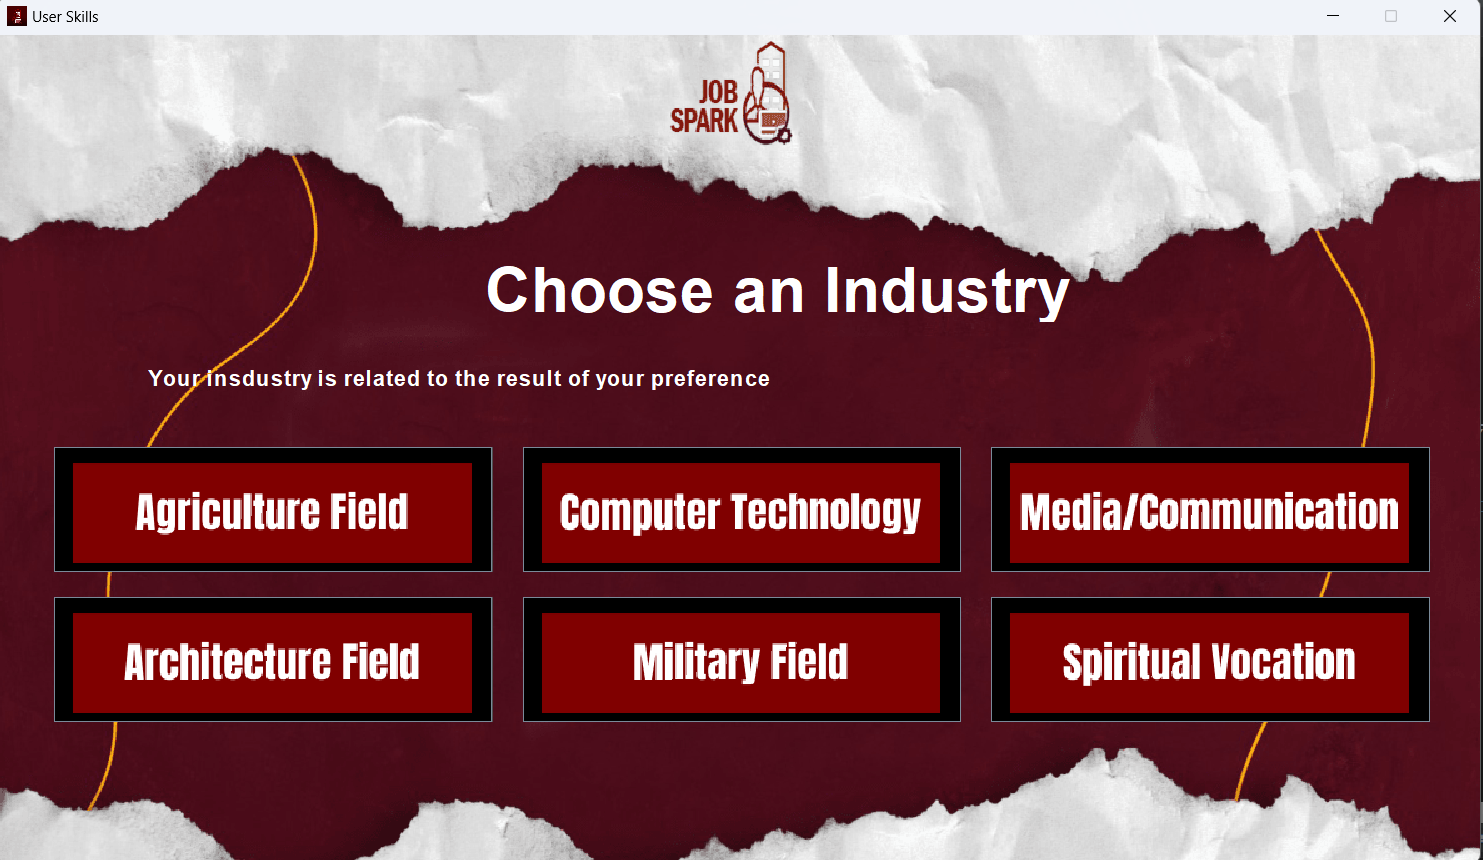 User Skills
JOB
SPARK
Choose an Industry
Your Insdustry is related to the result of your preference
Agriculture Field
Computer Technology
Media/Communication
Architecture Field
Military Field
Spiritual Vocation